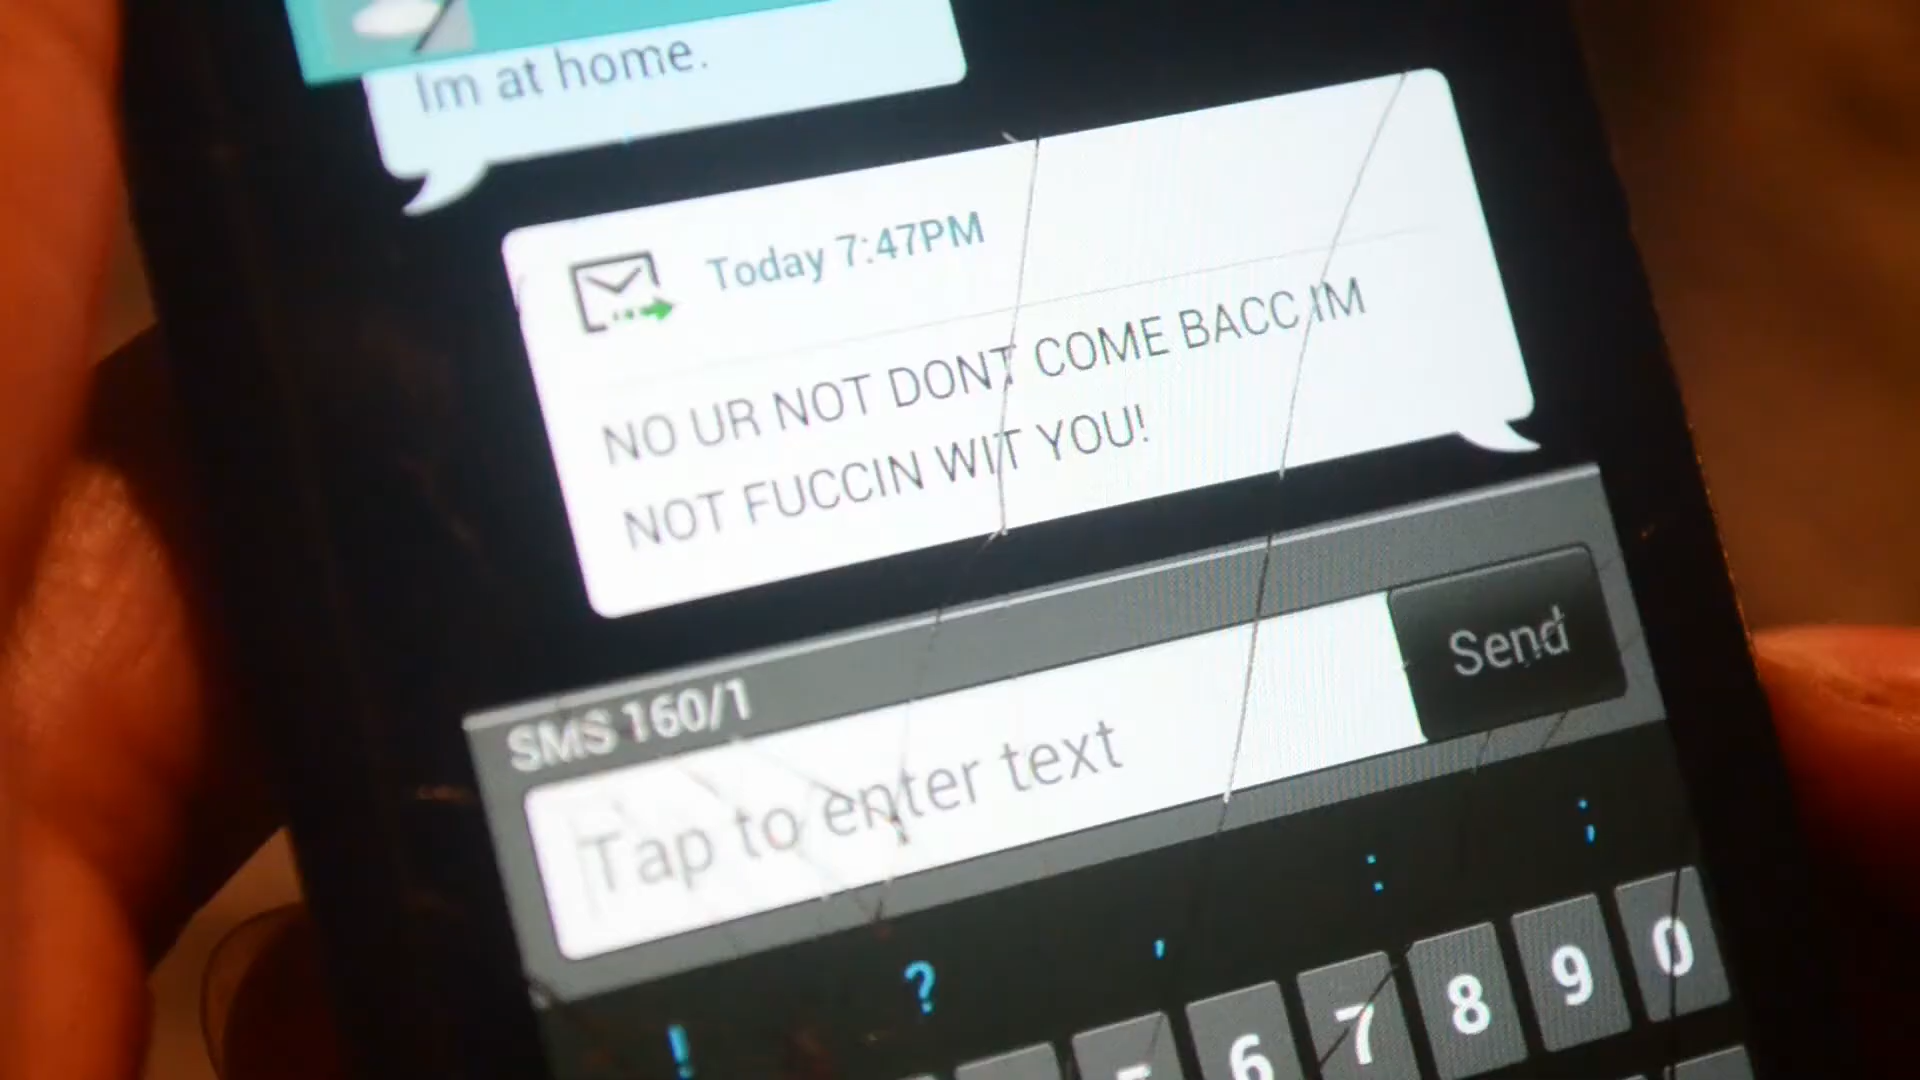 Im at home.
Today 7:47PM
NO UR NOT DONT COME BACC IM
NOT FUCCIN WIT YOU!
SMS 160/1
Send
Tap to enter text
! ? , : ;
6 7 8 9 0